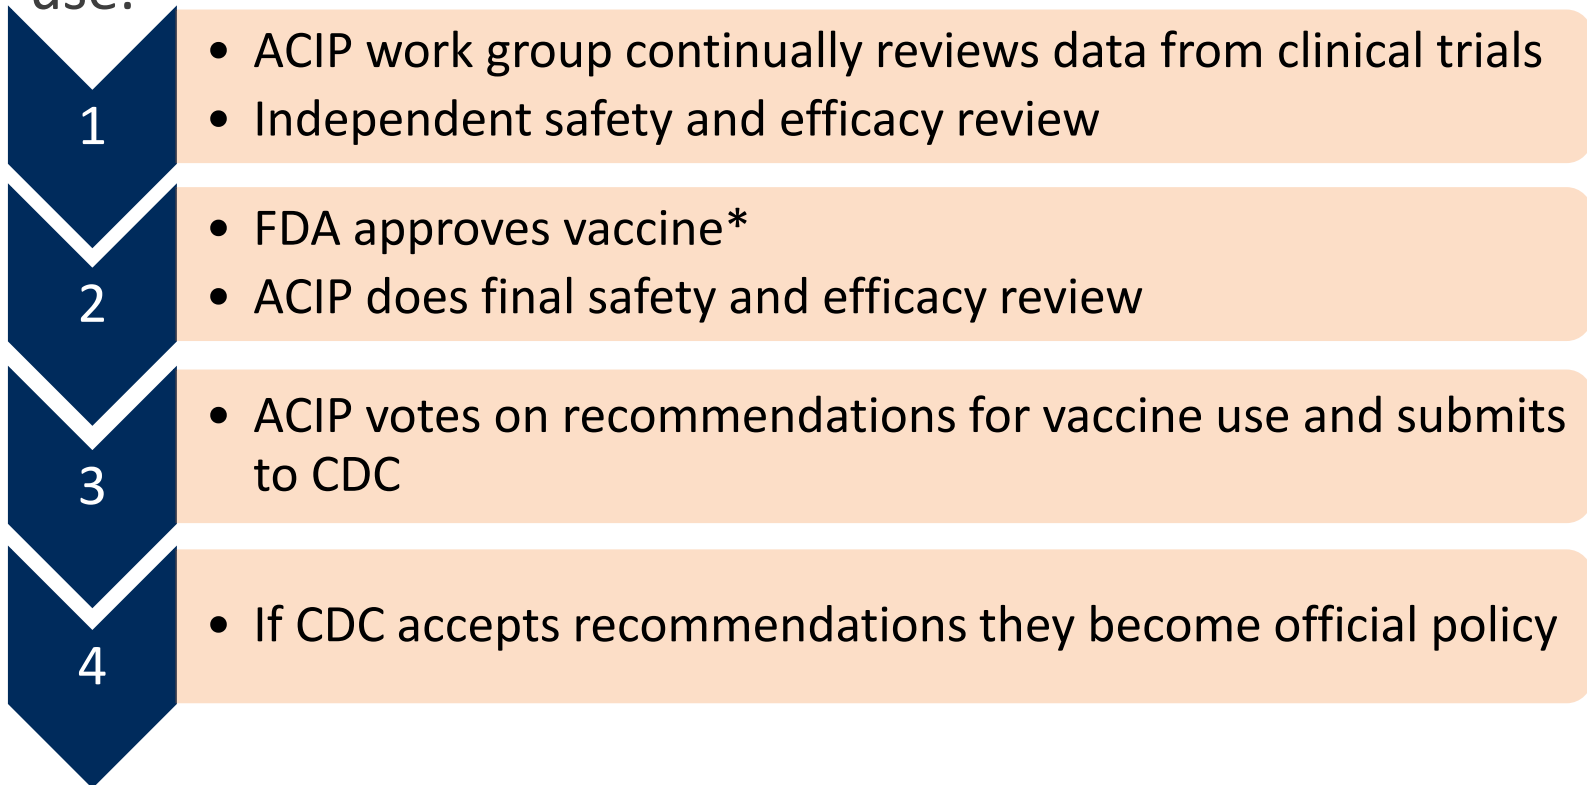 use:
1
• ACIP work group continually reviews data from clinical trials
• Independent safety and efficacy review
2
• FDA approves vaccine*
• ACIP does final safety and efficacy review
3
• ACIP votes on recommendations for vaccine use and submits
to CDC
4
• If CDC accepts recommendations they become official policy